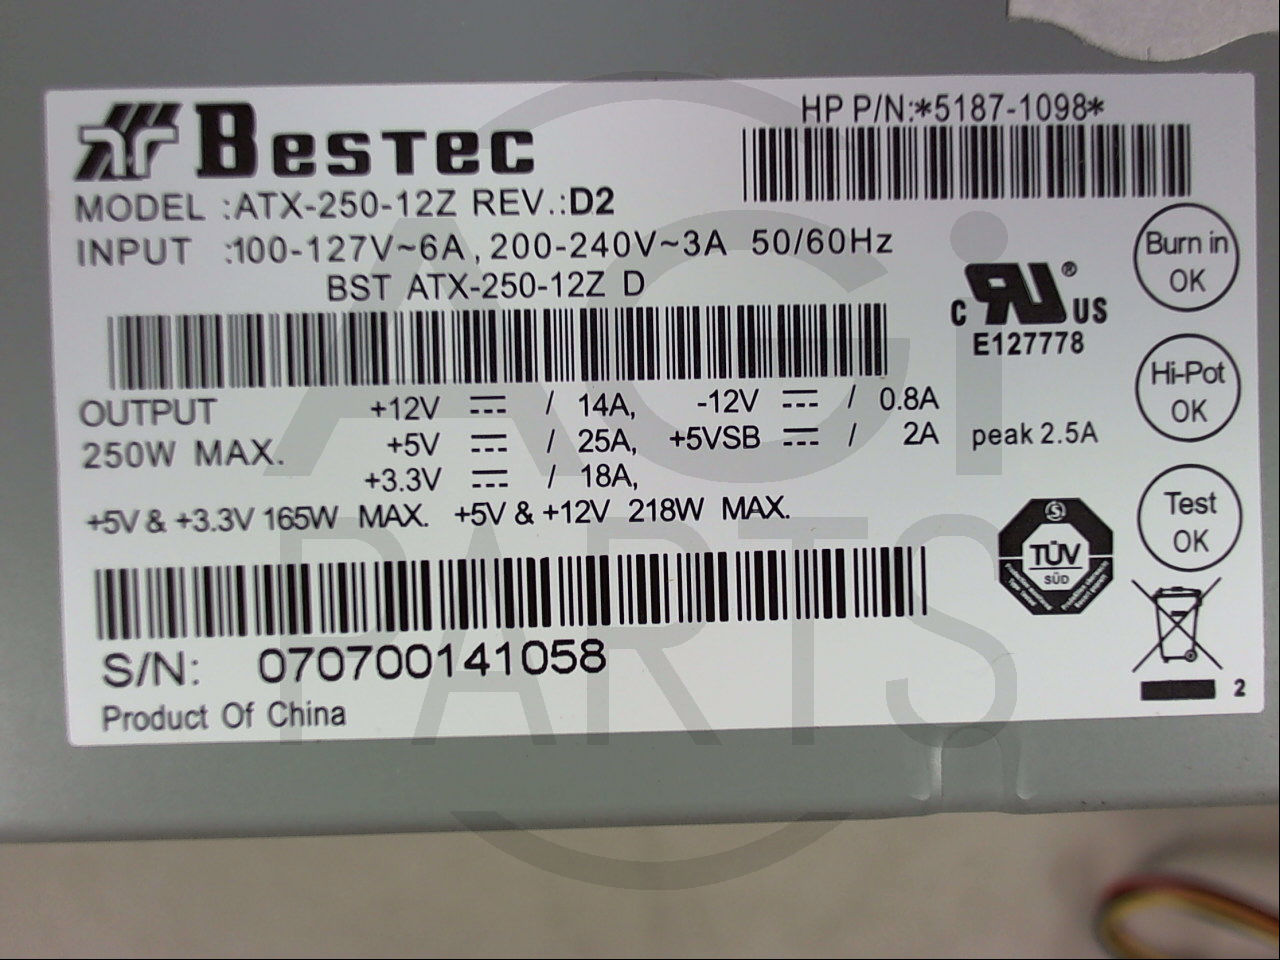 BESTEC
HP P/N:*5187-1098*
MODEL :ATX-250-12Z REV.:D2
INPUT :100-127V~6A, 200-240V~3A 50/60Hz
BST ATX-250-12Z D
Burn in
OK
C US ®
E127778
Hi-Pot
OK
OUTPUT +12V ⎓ / 14A, -12V ⎓ / 0.8A
250W MAX. +5V ⎓ / 25A, +5VSB ⎓ / 2A peak 2.5A
+3.3V ⎓ / 18A,
+5V & +3.3V 165W MAX. +5V & +12V 218W MAX.
Test
OK
S
TÜV
SÜD
S/N: 070700141058
Product Of China
2
AGi
PARTS